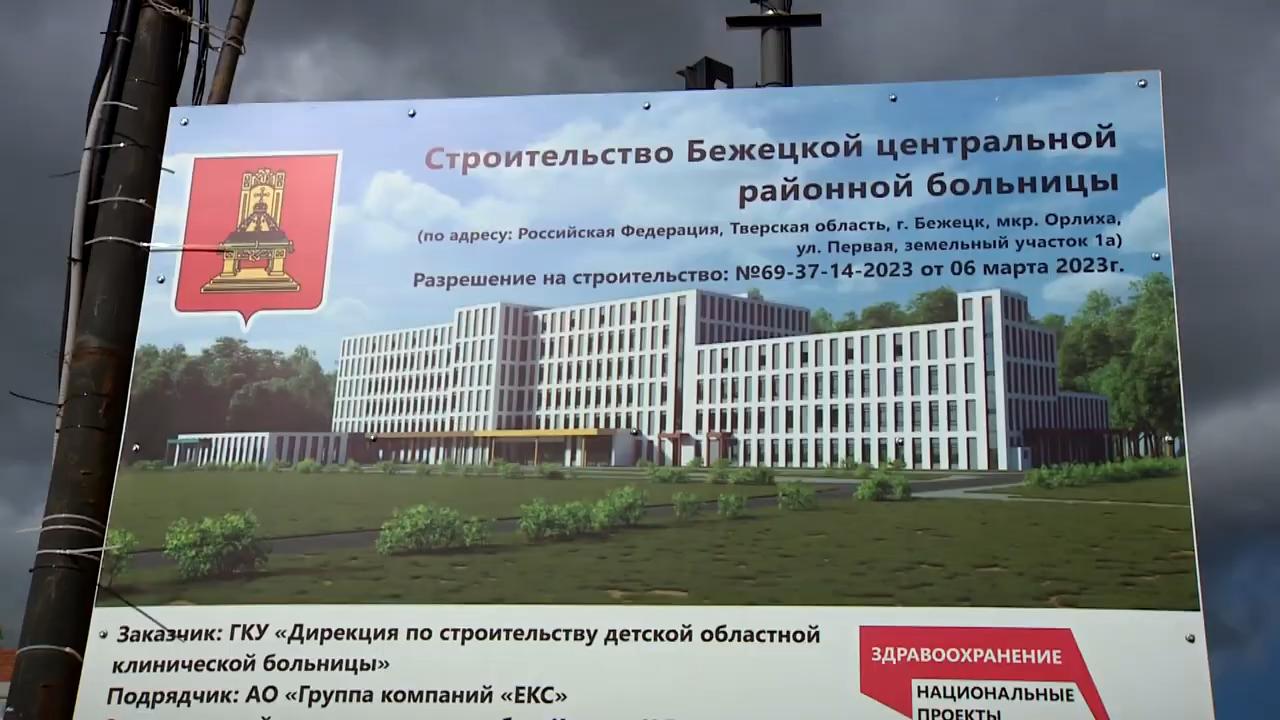 Строительство Бежецкой центральной
районной больницы
(по адресу: Российская Федерация, Тверская область, г. Бежецк, мкр. Орлиха,
ул. Первая, земельный участок 1а)
Разрешение на строительство: №69-37-14-2023 от 06 марта 2023г.
Заказчик: ГКУ «Дирекция по строительству детской областной
клинической больницы»
Подрядчик: АО «Группа компаний «ЕКС»
ЗДРАВООХРАНЕНИЕ
НАЦИОНАЛЬНЫЕ
ПРОЕКТЫ